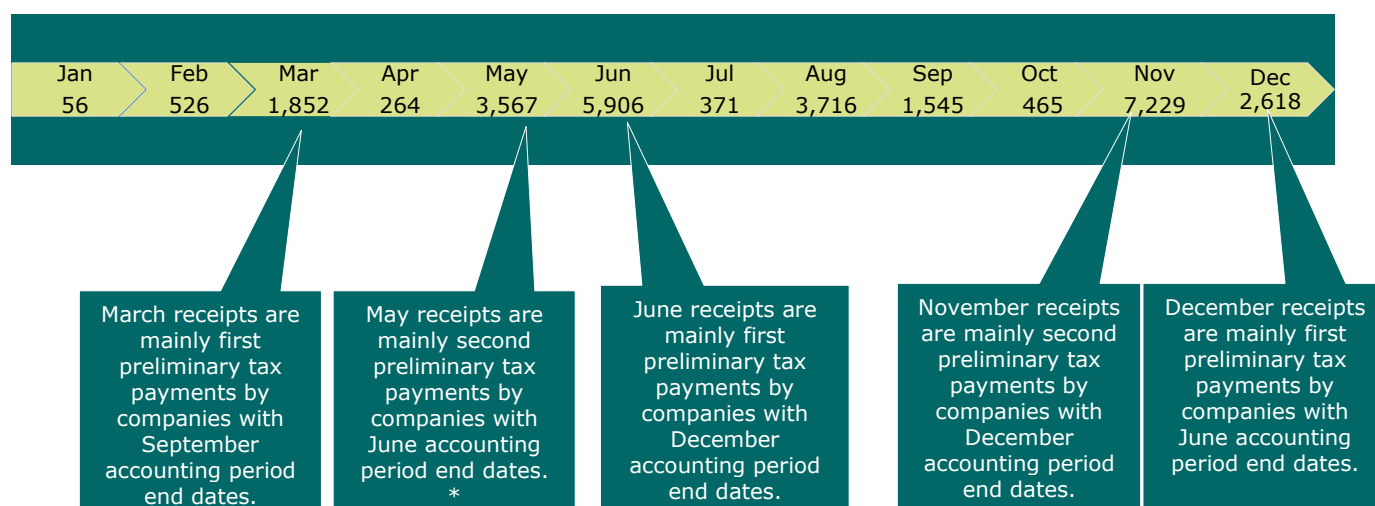 Jan Feb Mar Apr May Jun Jul Aug Sep Oct Nov Dec
56 526 1,852 264 3,567 5,906 371 3,716 1,545 465 7,229 2,618
March receipts are
mainly first
preliminary tax
payments by
companies with
September
accounting period
end dates.
May receipts are
mainly second
preliminary tax
payments by
companies with
June accounting
period end dates.
*
June receipts are
mainly first
preliminary tax
payments by
companies with
December
accounting period
end dates.
November receipts
are mainly second
preliminary tax
payments by
companies with
December
accounting period
end dates.
December receipts
are mainly first
preliminary tax
payments by
companies with
June accounting
period end dates.